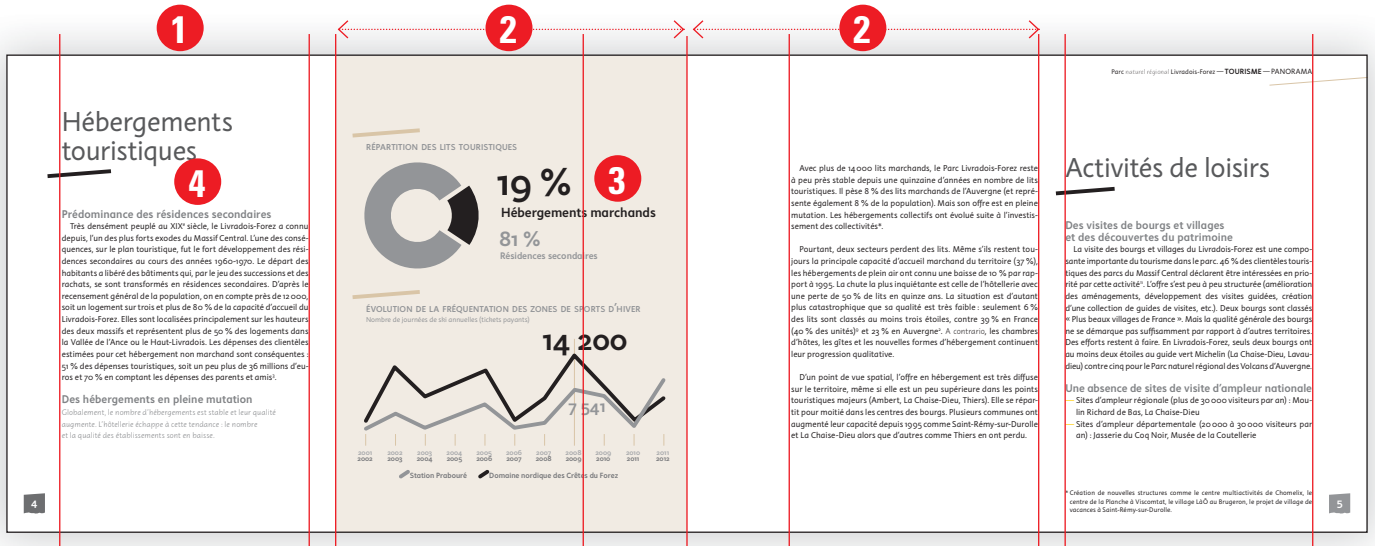 1
2
2
Parc naturel régional Livradois-Forez — TOURISME — PANORAMA
Hébergements
touristiques
4
Prédominance des résidences secondaires
Très densément peuplé au XIXe siècle, le Livradois-Forez a connu
depuis, l'un des plus forts exodes du Massif Central. L'une des consé-
quences, sur le plan touristique, fut le fort développement des rési-
dences secondaires au cours des années 1960-1970. Le départ des
habitants a libéré des bâtiments qui, par le jeu des successions et des
rachats, se sont transformés en résidences secondaires. D'après le
recensement général de la population, on en compte près de 12 000,
soit un logement sur trois et plus de 80 % de la capacité d'accueil du
Livradois-Forez. Elles sont localisées principalement sur les hauteurs
des deux massifs et représentent plus de 50 % des logements dans
la Vallée de l'Ance ou le Haut-Livradois. Les dépenses des clientèles
estimées pour cet hébergement non marchand sont conséquentes :
51 % des dépenses touristiques, soit un peu plus de 36 millions d'eu-
ros et 70 % en comptant les dépenses des parents et amis².
Des hébergements en pleine mutation
Globalement, le nombre d'hébergements est stable et leur qualité
augmente. L'hôtellerie échappe à cette tendance : le nombre
et la qualité des établissements sont en baisse.
4
RÉPARTITION DES LITS TOURISTIQUES
19 %
3
Hébergements marchands
81 %
Résidences secondaires
ÉVOLUTION DE LA FRÉQUENTATION DES ZONES DE SPORTS D'HIVER
Nombre de journées de ski annuelles (tickets payants)
14 200
7 541
2001 2002 2003 2004 2005 2006 2007 2008 2009 2010 2011
2002 2003 2004 2005 2006 2007 2008 2009 2010 2011 2012
Station Prabouré Domaine nordique des Crêtes du Forez
Avec plus de 14 000 lits marchands, le Parc Livradois-Forez reste
à peu près stable depuis une quinzaine d'années en nombre de lits
touristiques. Il pèse 8 % des lits marchands de l'Auvergne (et repré-
sente également 8 % de la population). Mais son offre est en pleine
mutation. Les hébergements collectifs ont évolué suite à l'investis-
sement des collectivités*.
Pourtant, deux secteurs perdent des lits. Même s'ils restent tou-
jours la principale capacité d'accueil marchand du territoire (37 %),
les hébergements de plein air ont connu une baisse de 10 % par rap-
port à 1995. La chute la plus inquiétante est celle de l'hôtellerie avec
une perte de 50 % de lits en quinze ans. La situation est d'autant
plus catastrophique que sa qualité est très faible : seulement 6 %
des lits sont classés au moins trois étoiles, contre 39 % en France
(40 % des unités) et 23 % en Auvergne. A contrario, les chambres
d'hôtes, les gîtes et les nouvelles formes d'hébergement continuent
leur progression qualitative.
D'un point de vue spatial, l'offre en hébergement est très diffuse
sur le territoire, même si elle est un peu supérieure dans les points
touristiques majeurs (Ambert, La Chaise-Dieu, Thiers). Elle se répar-
tit pour moitié dans les centres des bourgs. Plusieurs communes ont
augmenté leur capacité depuis 1995 comme Saint-Rémy-sur-Durolle
et La Chaise-Dieu alors que d'autres comme Thiers en ont perdu.
Activités de loisirs
Des visites de bourgs et villages
et des découvertes du patrimoine
La visite des bourgs et villages du Livradois-Forez est une compo-
sante importante du tourisme dans le parc. 46 % des clientèles touris-
tiques des parcs du Massif Central déclarent être intéressées en prio-
rité par cette activité. L'offre s'est peu à peu structurée (amélioration
des aménagements, développement des visites guidées, création
d'une collection de guides de visites, etc.). Deux bourgs sont classés
« Plus beaux villages de France ». Mais la qualité générale des bourgs
ne se démarque pas suffisamment par rapport à d'autres territoires.
Des efforts restent à faire. En Livradois-Forez, seuls deux bourgs ont
au moins deux étoiles au guide vert Michelin (La Chaise-Dieu, Lavau-
dieu) contre cinq pour le Parc naturel régional des Volcans d'Auvergne.
Une absence de sites de visite d'ampleur nationale
— Sites d'ampleur régionale (plus de 30 000 visiteurs par an) : Mou-
lin Richard de Bas, La Chaise-Dieu
— Sites d'ampleur départementale (20 000 à 30 000 visiteurs par
an) : Jasserie du Coq Noir, Musée de la Coutellerie
* Création de nouvelles structures comme le centre multiactivités de Chamelix, le
centre de la Planche à Viscomtat, le village LàÔ au Brugeron, le projet de village de
vacances à Saint-Rémy-sur-Durolle.
5